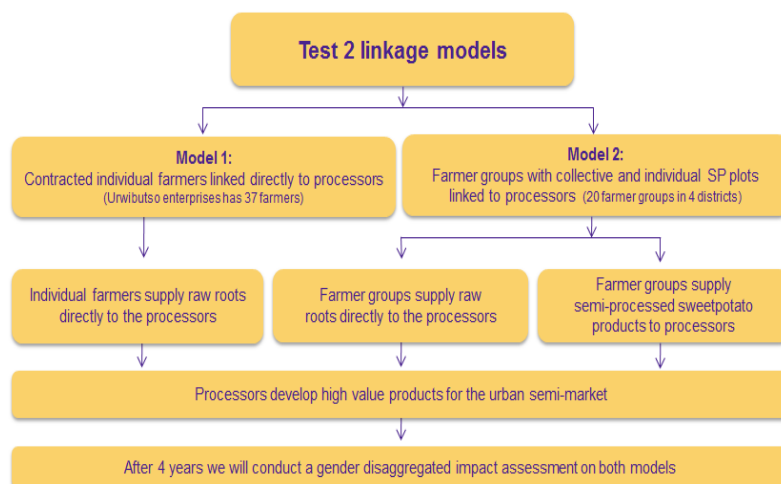 Test 2 linkage models
Model 1:
Contracted individual farmers linked directly to processors
(Urwibutso enterprises has 37 farmers)
Model 2:
Farmer groups with collective and individual SP plots
linked to processors (20 farmer groups in 4 districts)
Individual farmers supply raw roots
directly to the processors
Farmer groups supply raw
roots directly to the processors
Farmer groups supply
semi-processed sweetpotato
products to processors
Processors develop high value products for the urban semi-market
After 4 years we will conduct a gender disaggregated impact assessment on both models